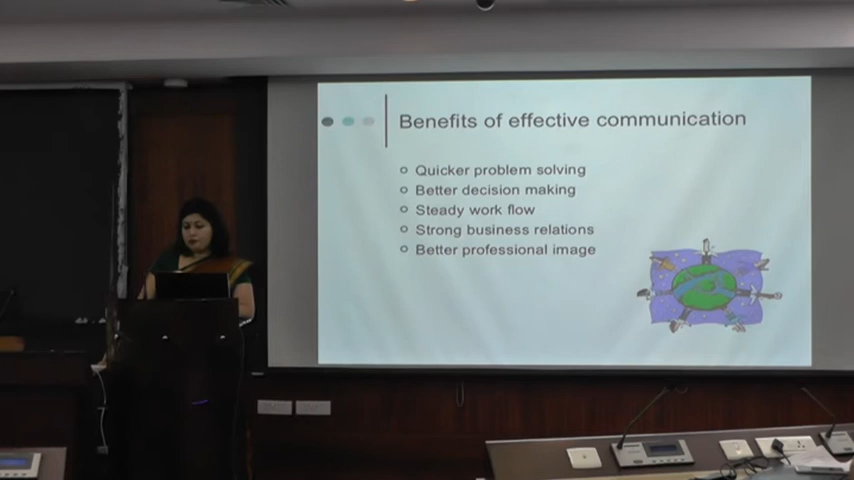 Benefits of effective communication
Quicker problem solving
Better decision making
Steady work flow
Strong business relations
Better professional image